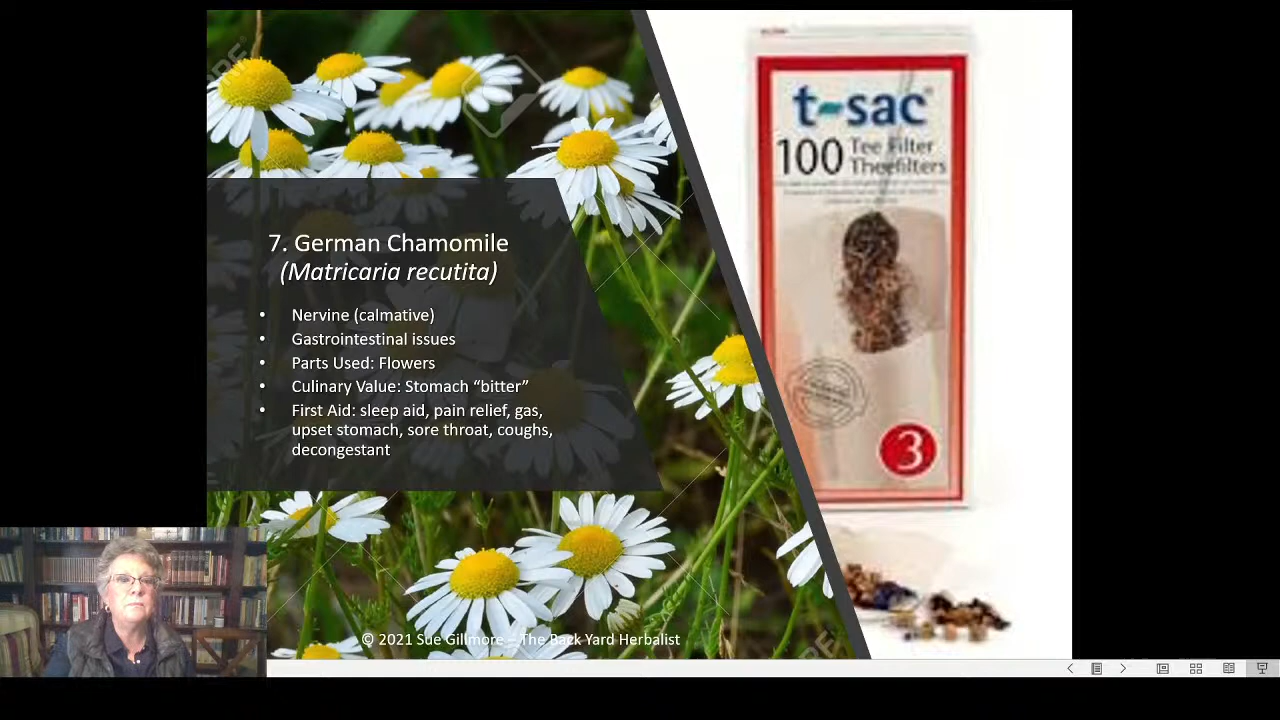 7. German Chamomile
(Matricaria recutita)
• Nervine (calmative)
• Gastrointestinal issues
• Parts Used: Flowers
• Culinary Value: Stomach “bitter”
• First Aid: sleep aid, pain relief, gas,
upset stomach, sore throat, coughs,
decongestant
© 2021 Sue Gillmore – The Back Yard Herbalist
t-sac®
100 Tee Filter
Theefilters
3